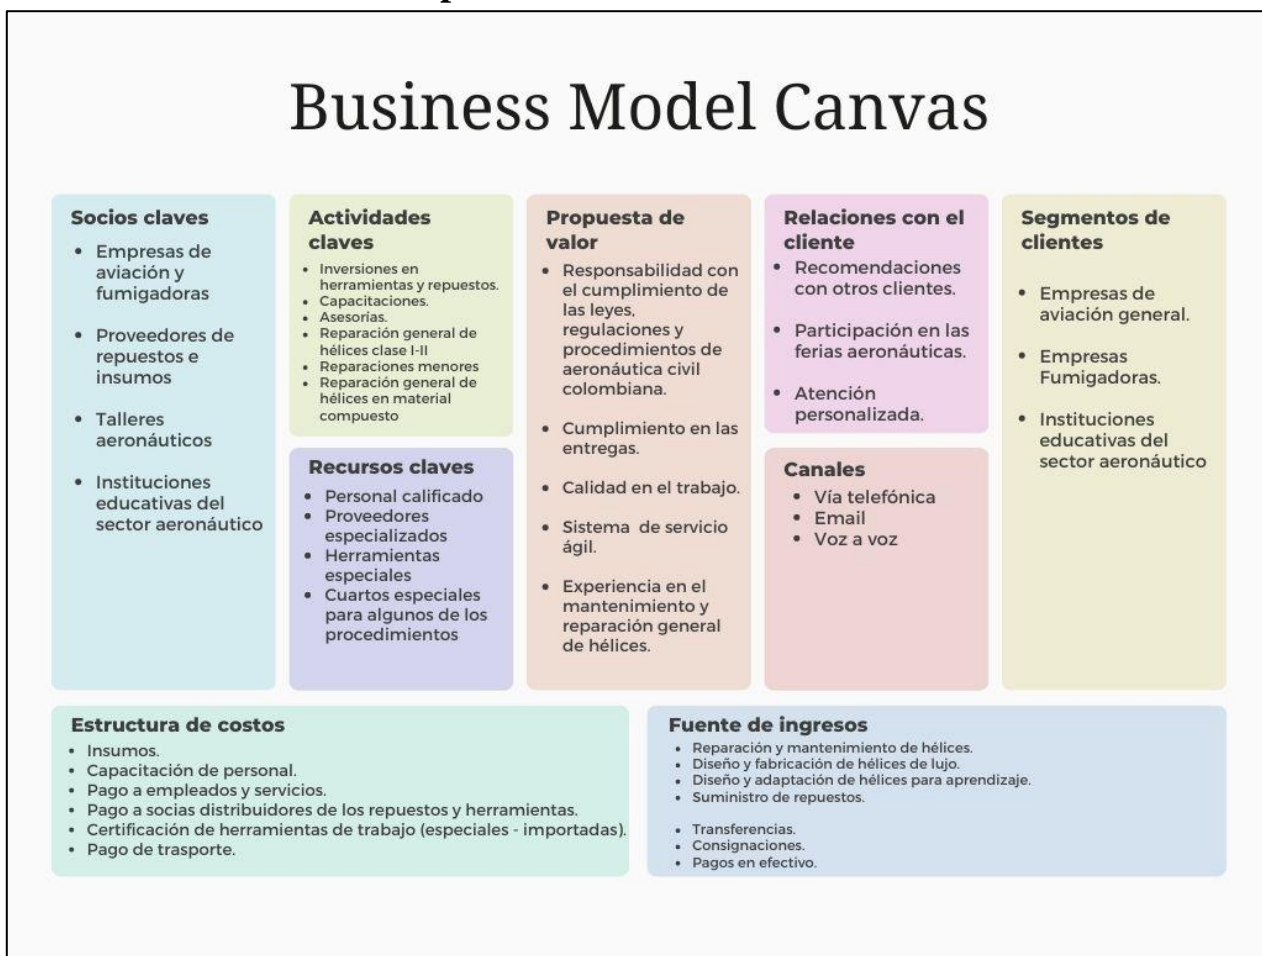 Business Model Canvas
Socios claves
• Empresas de
aviación y
fumigadoras
• Proveedores de
repuestos e
insumos
• Talleres
aeronáuticos
• Instituciones
educativas del
sector aeronáutico
Actividades
claves
• Inversiones en
herramientas y repuestos.
• Capacitaciones.
• Asesorías.
• Reparación general de
hélices clase I-II
• Reparaciones menores
• Reparación general de
hélices en material
compuesto
Recursos claves
• Personal calificado
• Proveedores
especializados
• Herramientas
especiales
• Cuartos especiales
para algunos de los
procedimientos
Propuesta de
valor
• Responsabilidad con
el cumplimiento de
las leyes,
regulaciones y
procedimientos de
aeronáutica civil
colombiana.
• Cumplimiento en las
entregas.
• Calidad en el trabajo.
• Sistema de servicio
ágil.
• Experiencia en el
mantenimiento y
reparación general
de hélices.
Relaciones con el
cliente
• Recomendaciones
con otros clientes.
• Participación en las
ferias aeronáuticas.
• Atención
personalizada.
Canales
• Vía telefónica
• Email
• Voz a voz
Segmentos de
clientes
• Empresas de
aviación general.
• Empresas
Fumigadoras.
• Instituciones
educativas del
sector aeronáutico
Estructura de costos
• Insumos.
• Capacitación de personal.
• Pago a empleados y servicios.
• Pago a socias distribuidores de los repuestos y herramientas.
• Certificación de herramientas de trabajo (especiales - importadas).
• Pago de trasporte.
Fuente de ingresos
• Reparación y mantenimiento de hélices.
• Diseño y fabricación de hélices de lujo.
• Diseño y adaptación de hélices para aprendizaje.
• Suministro de repuestos.
• Transferencias.
• Consignaciones.
• Pagos en efectivo.